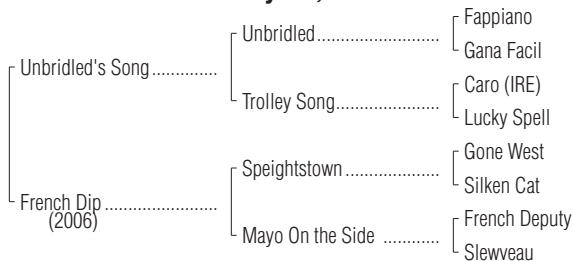 Fappiano
Unbridled
Gana Facil
Unbridled's Song
Caro (IRE)
Trolley Song
Lucky Spell
Gone West
Speightstown
Silken Cat
French Dip
(2006)
French Deputy
Mayo On the Side
Slewveau